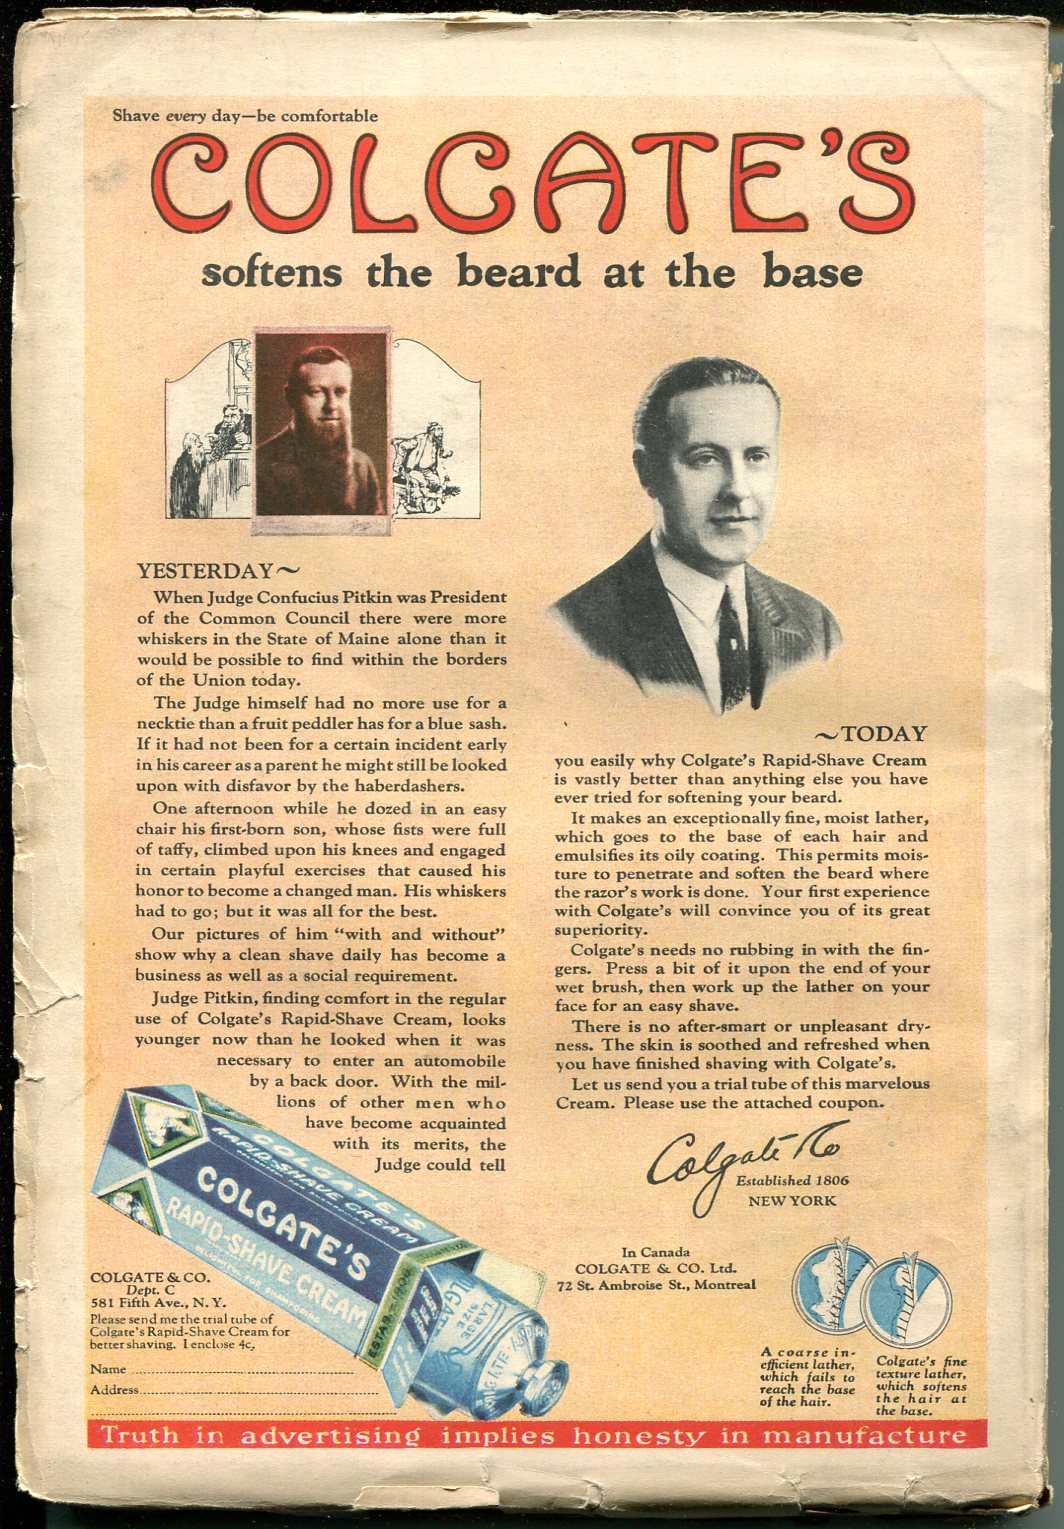 Shave every day—be comfortable
COLGATE'S
softens the beard at the base
YESTERDAY~
When Judge Confucius Pitkin was President
of the Common Council there were more
whiskers in the State of Maine alone than it
would be possible to find within the borders
of the Union today.
The Judge himself had no more use for a
necktie than a fruit peddler has for a blue sash.
If it had not been for a certain incident early
in his career as a parent he might still be looked
upon with disfavor by the haberdashers.
One afternoon while he dozed in an easy
chair his first-born son, whose fists were full
of taffy, climbed upon his knees and engaged
in certain playful exercises that caused his
honor to become a changed man. His whiskers
had to go; but it was all for the best.
Our pictures of him "with and without"
show why a clean shave daily has become a
business as well as a social requirement.
Judge Pitkin, finding comfort in the regular
use of Colgate's Rapid-Shave Cream, looks
younger now than he looked when it was
necessary to enter an automobile
by a back door. With the mil-
lions of other men who
have become acquainted
with its merits, the
Judge could tell
~TODAY
you easily why Colgate's Rapid-Shave Cream
is vastly better than anything else you have
ever tried for softening your beard.
It makes an exceptionally fine, moist lather,
which goes to the base of each hair and
emulsifies its oily coating. This permits mois-
ture to penetrate and soften the beard where
the razor's work is done. Your first experience
with Colgate's will convince you of its great
superiority.
Colgate's needs no rubbing in with the fin-
gers. Press a bit of it upon the end of your
wet brush, then work up the lather on your
face for an easy shave.
There is no after-smart or unpleasant dry-
ness. The skin is soothed and refreshed when
you have finished shaving with Colgate's.
Let us send you a trial tube of this marvelous
Cream. Please use the attached coupon.
Colgate & Co
Established 1806
NEW YORK
In Canada
COLGATE & CO. Ltd.
72 St. Ambroise St., Montreal
COLGATE'S
RAPID-SHAVE CREAM
COLGATE'S
RAPID-SHAVE CREAM
DELIGHTFUL FOR SHAMPOOING
ESTAB. 1806
COLGATE
LARGE
SIZE
COLGATE & CO.
Dept. C
581 Fifth Ave., N. Y.
Please send me the trial tube of
Colgate's Rapid-Shave Cream for
better shaving. I enclose 4c.
Name
Address
A coarse in-
efficient lather,
which fails to
reach the base
of the hair.
Colgate's fine
texture lather,
which softens
the hair at
the base.
Truth in advertising implies honesty in manufacture